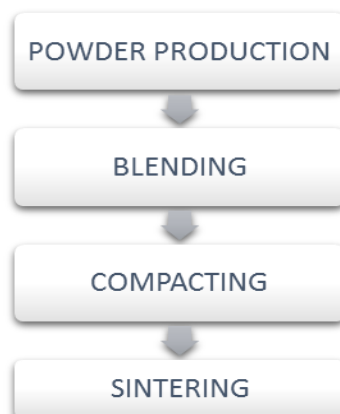 POWDER PRODUCTION
BLENDING
COMPACTING
SINTERING